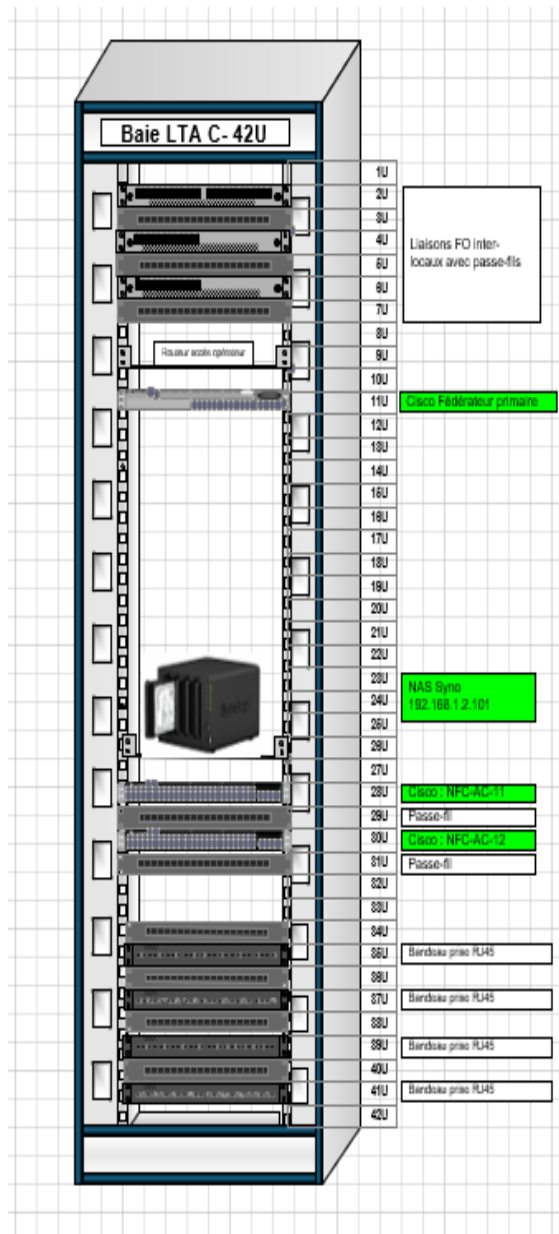 Baie LTA C- 42U
1U
2U
3U
4U
5U
6U
7U
8U
9U
10U
11U
12U
13U
14U
15U
16U
17U
18U
19U
20U
21U
22U
23U
24U
25U
26U
27U
28U
29U
30U
31U
32U
33U
34U
35U
36U
37U
38U
39U
40U
41U
42U
Liaisons FO inter-
locaux avec passe-fils
Routeur accès opérateur
Cisco Fédérateur primaire
Synology
NAS Syno
192.168.1.2.101
Cisco : NFC-AC-11
Passe-fil
Cisco : NFC-AC-12
Passe-fil
Bandeau prise RJ45
Bandeau prise RJ45
Bandeau prise RJ45
Bandeau prise RJ45